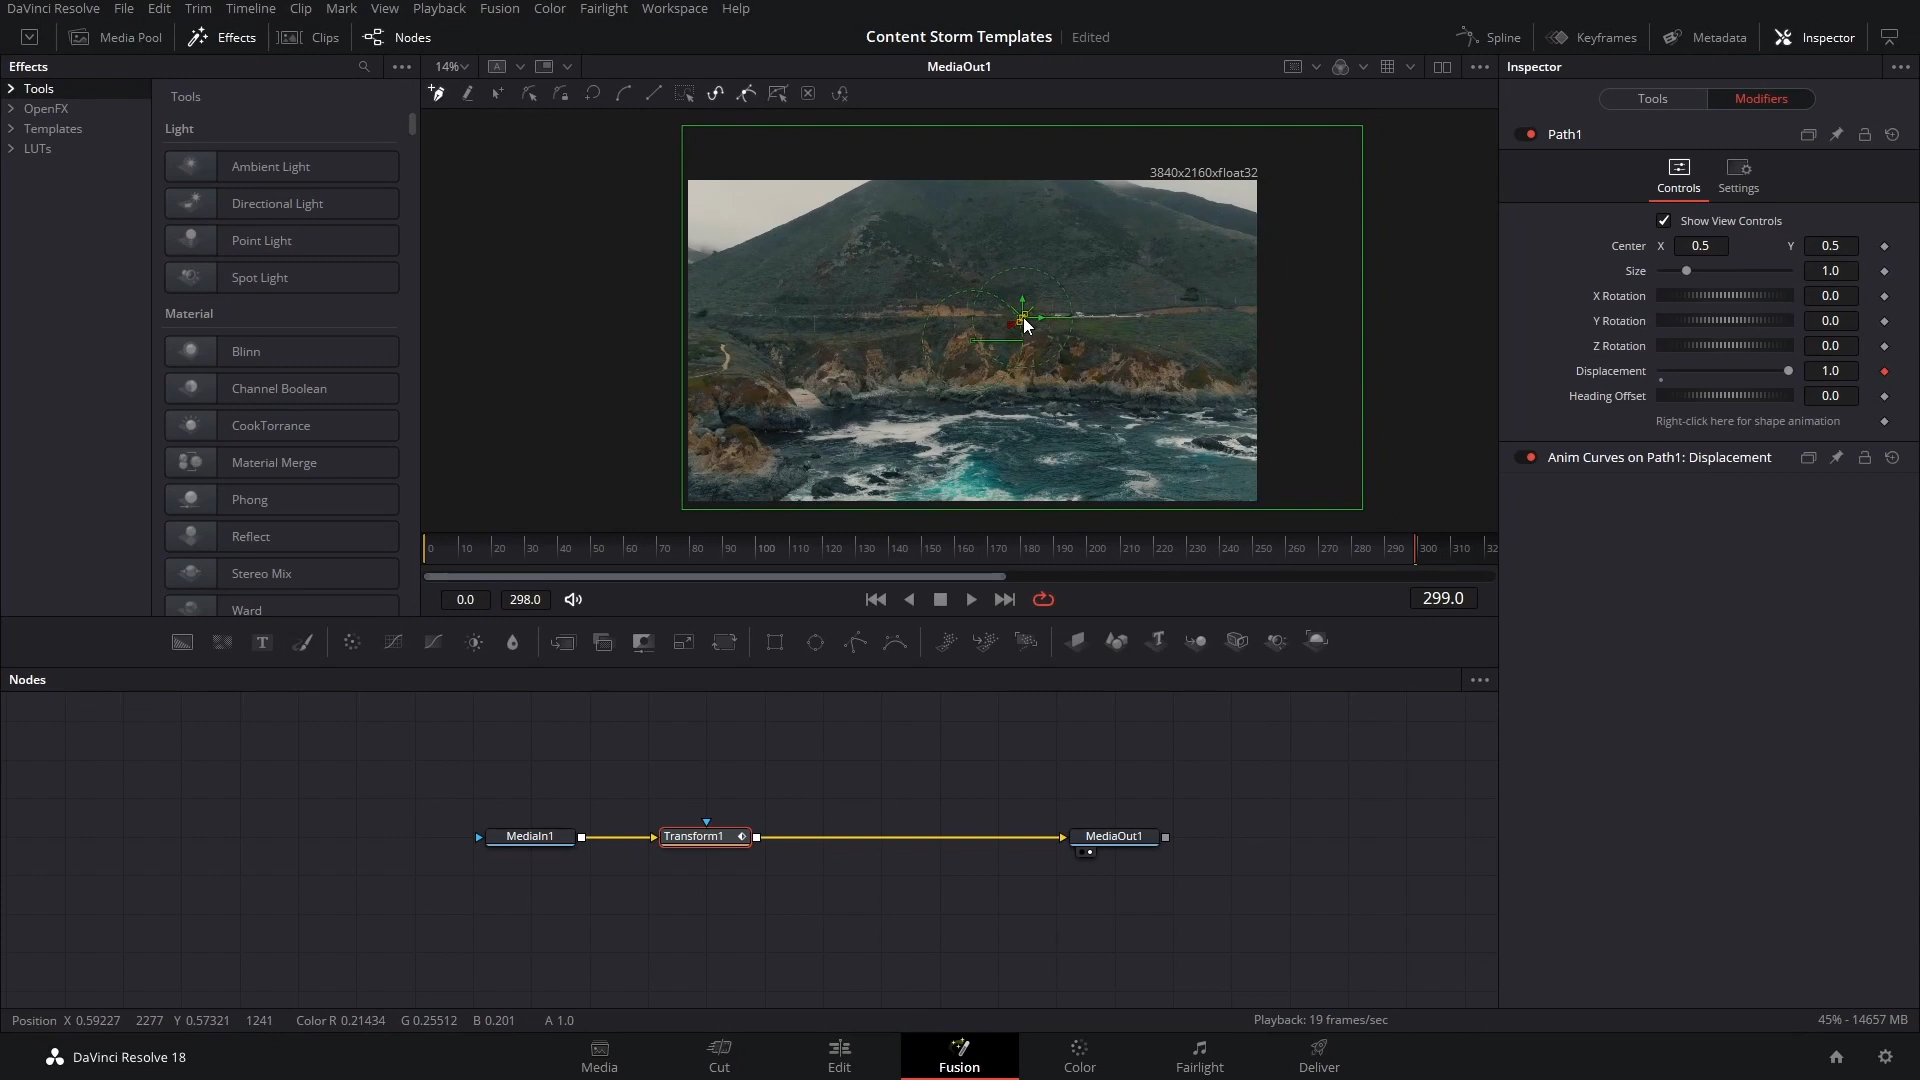 DaVinci Resolve File Edit Trim Timeline Clip Mark View Playback Fusion Color Fairlight Workspace Help
Media Pool Effects Clips Nodes Content Storm Templates Edited Spline Keyframes Metadata Inspector
Effects 14% A MediaOut1 Inspector
Tools
OpenFX
Templates
LUTs
Tools
Light
Ambient Light
Directional Light
Point Light
Spot Light
Material
Blinn
Channel Boolean
CookTorrance
Material Merge
Phong
Reflect
Stereo Mix
Ward
3840x2160xfloat32
0 10 20 30 40 50 60 70 80 90 100 110 120 130 140 150 160 170 180 190 200 210 220 230 240 250 260 270 280 290 300 310 32
0.0 298.0 299.0
Tools Modifiers
Path1
Controls Settings
Show View Controls
Center X 0.5 Y 0.5
Size 1.0
X Rotation 0.0
Y Rotation 0.0
Z Rotation 0.0
Displacement 1.0
Heading Offset 0.0
Right-click here for shape animation
Anim Curves on Path1: Displacement
T
Nodes
MediaIn1 Transform1 MediaOut1
Position X 0.59227 2277 Y 0.57321 1241 Color R 0.21434 G 0.25512 B 0.201 A 1.0 Playback: 19 frames/sec 45% - 14657 MB
DaVinci Resolve 18 Media Cut Edit Fusion Color Fairlight Deliver